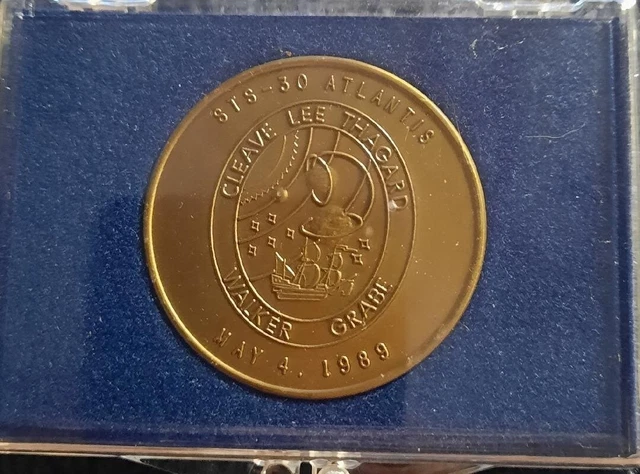 STS-30 ATLANTIS
CLEAVE LEE THAGARD
WALKER GRABE
MAY 4, 1989